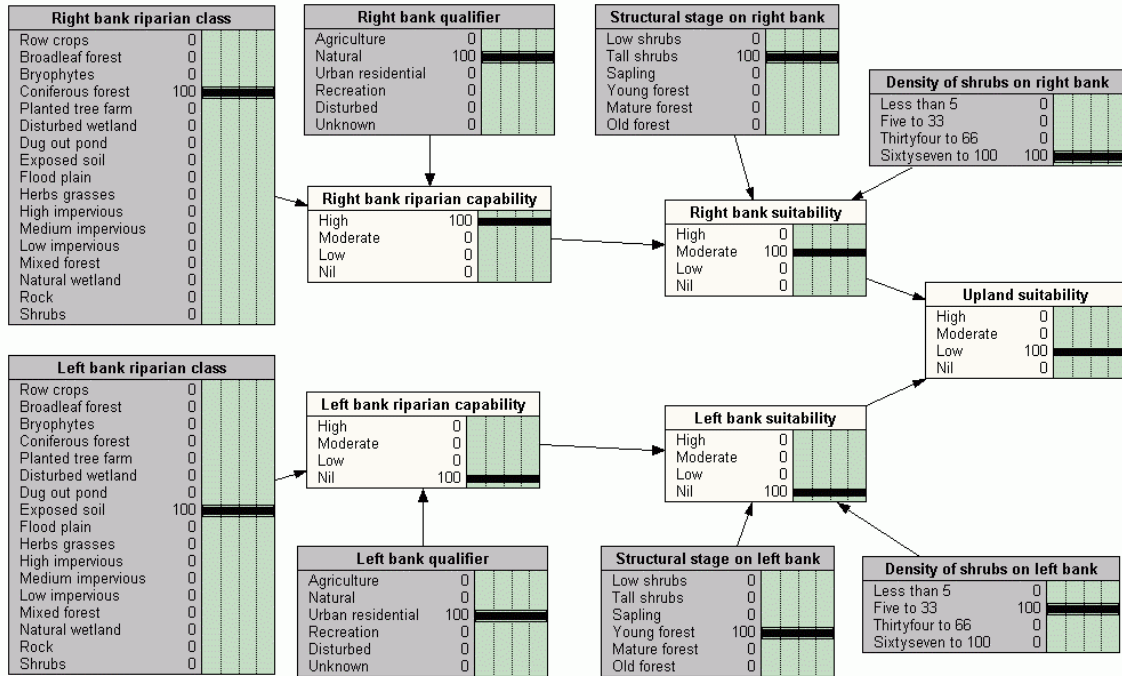 Right bank riparian class
Row crops 0
Broadleaf forest 0
Bryophytes 0
Coniferous forest 100
Planted tree farm 0
Disturbed wetland 0
Dug out pond 0
Exposed soil 0
Flood plain 0
Herbs grasses 0
High impervious 0
Medium impervious 0
Low impervious 0
Mixed forest 0
Natural wetland 0
Rock 0
Shrubs 0
Right bank qualifier
Agriculture 0
Natural 100
Urban residential 0
Recreation 0
Disturbed 0
Unknown 0
Structural stage on right bank
Low shrubs 0
Tall shrubs 100
Sapling 0
Young forest 0
Mature forest 0
Old forest 0
Density of shrubs on right bank
Less than 5 0
Five to 33 0
Thirtyfour to 66 0
Sixtyseven to 100 100
Right bank riparian capability
High 100
Moderate 0
Low 0
Nil 0
Right bank suitability
High 0
Moderate 100
Low 0
Nil 0
Upland suitability
High 0
Moderate 0
Low 100
Nil 0
Left bank riparian class
Row crops 0
Broadleaf forest 0
Bryophytes 0
Coniferous forest 0
Planted tree farm 0
Disturbed wetland 0
Dug out pond 0
Exposed soil 100
Flood plain 0
Herbs grasses 0
High impervious 0
Medium impervious 0
Low impervious 0
Mixed forest 0
Natural wetland 0
Rock 0
Shrubs 0
Left bank riparian capability
High 0
Moderate 0
Low 0
Nil 100
Left bank suitability
High 0
Moderate 0
Low 0
Nil 100
Left bank qualifier
Agriculture 0
Natural 0
Urban residential 100
Recreation 0
Disturbed 0
Unknown 0
Structural stage on left bank
Low shrubs 0
Tall shrubs 0
Sapling 0
Young forest 100
Mature forest 0
Old forest 0
Density of shrubs on left bank
Less than 5 0
Five to 33 100
Thirtyfour to 66 0
Sixtyseven to 100 0